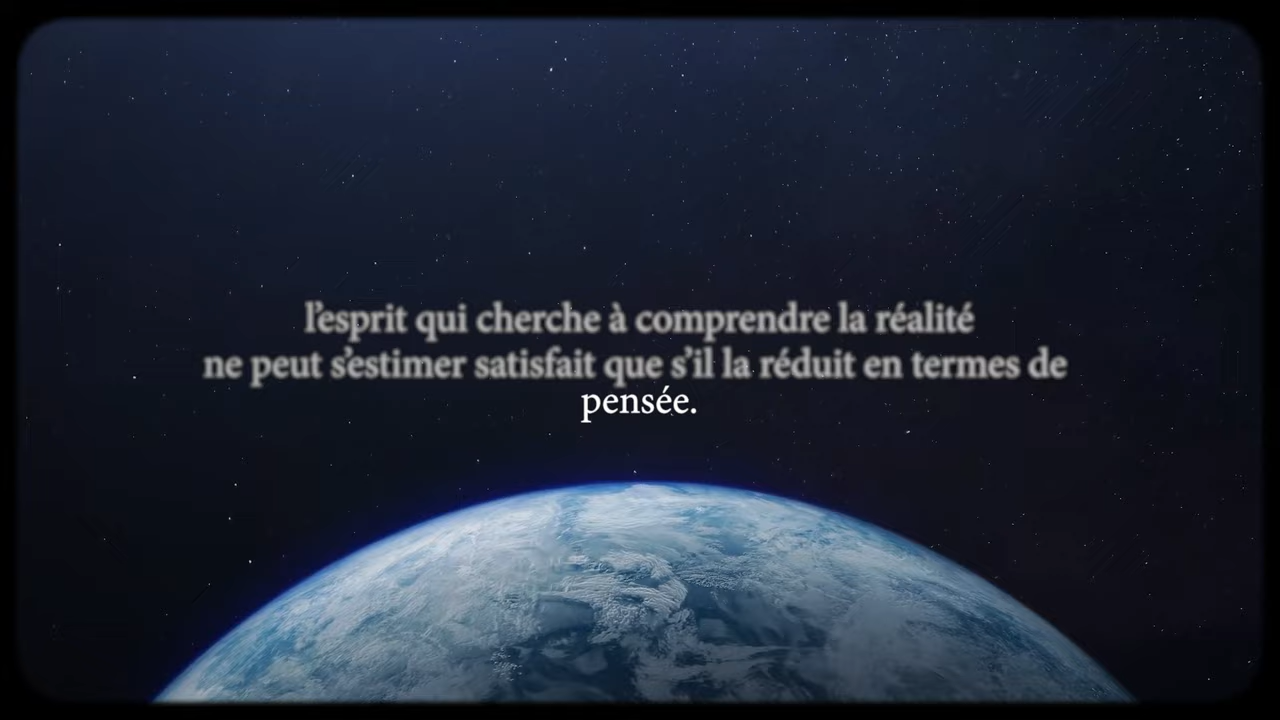 l'esprit qui cherche à comprendre la réalité
ne peut s'estimer satisfait que s'il la réduit en termes de
pensée.